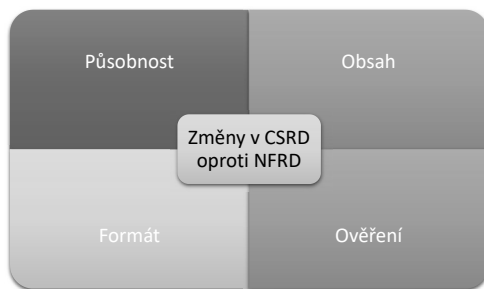 Působnost
Obsah
Změny v CSRD
oproti NFRD
Formát
Ověření